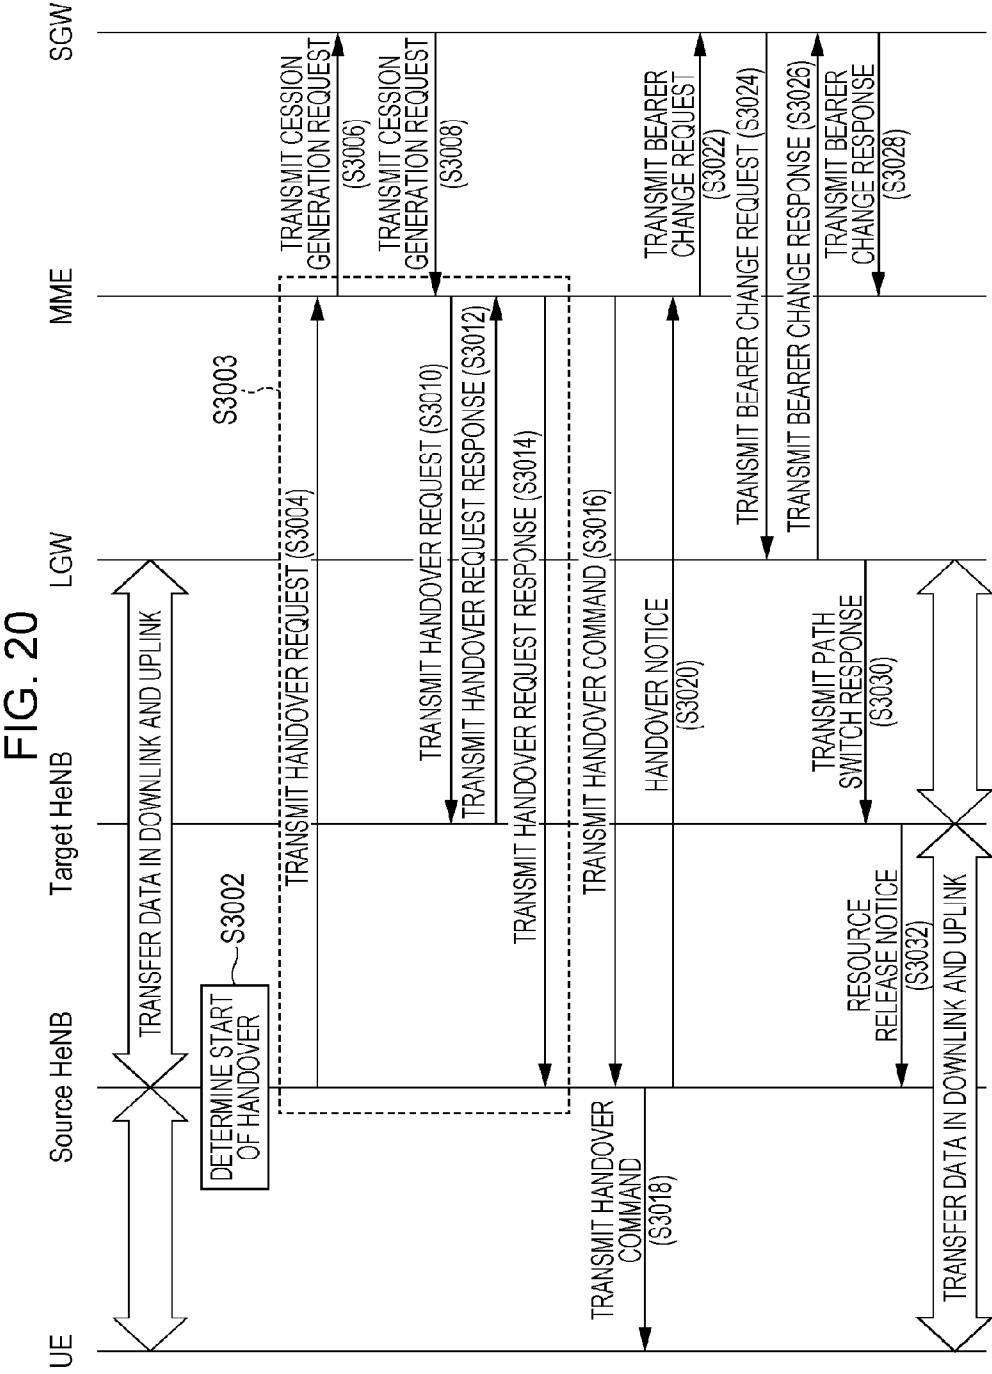 FIG. 20
UE
Source HeNB
Target HeNB
LGW
MME
SGW
TRANSFER DATA IN DOWNLINK AND UPLINK
DETERMINE START
OF HANDOVER
S3002
S3003
TRANSMIT HANDOVER REQUEST (S3004)
TRANSMIT CESSION
GENERATION REQUEST
(S3006)
TRANSMIT CESSION
GENERATION REQUEST
(S3008)
TRANSMIT HANDOVER REQUEST (S3010)
TRANSMIT HANDOVER REQUEST RESPONSE (S3012)
TRANSMIT HANDOVER REQUEST RESPONSE (S3014)
TRANSMIT HANDOVER COMMAND (S3016)
TRANSMIT HANDOVER
COMMAND
(S3018)
HANDOVER NOTICE
(S3020)
TRANSMIT BEARER
CHANGE REQUEST
(S3022)
TRANSMIT BEARER CHANGE REQUEST (S3024)
TRANSMIT BEARER CHANGE RESPONSE (S3026)
TRANSMIT BEARER
CHANGE RESPONSE
(S3028)
TRANSMIT PATH
SWITCH RESPONSE
(S3030)
RESOURCE
RELEASE NOTICE
(S3032)
TRANSFER DATA IN DOWNLINK AND UPLINK